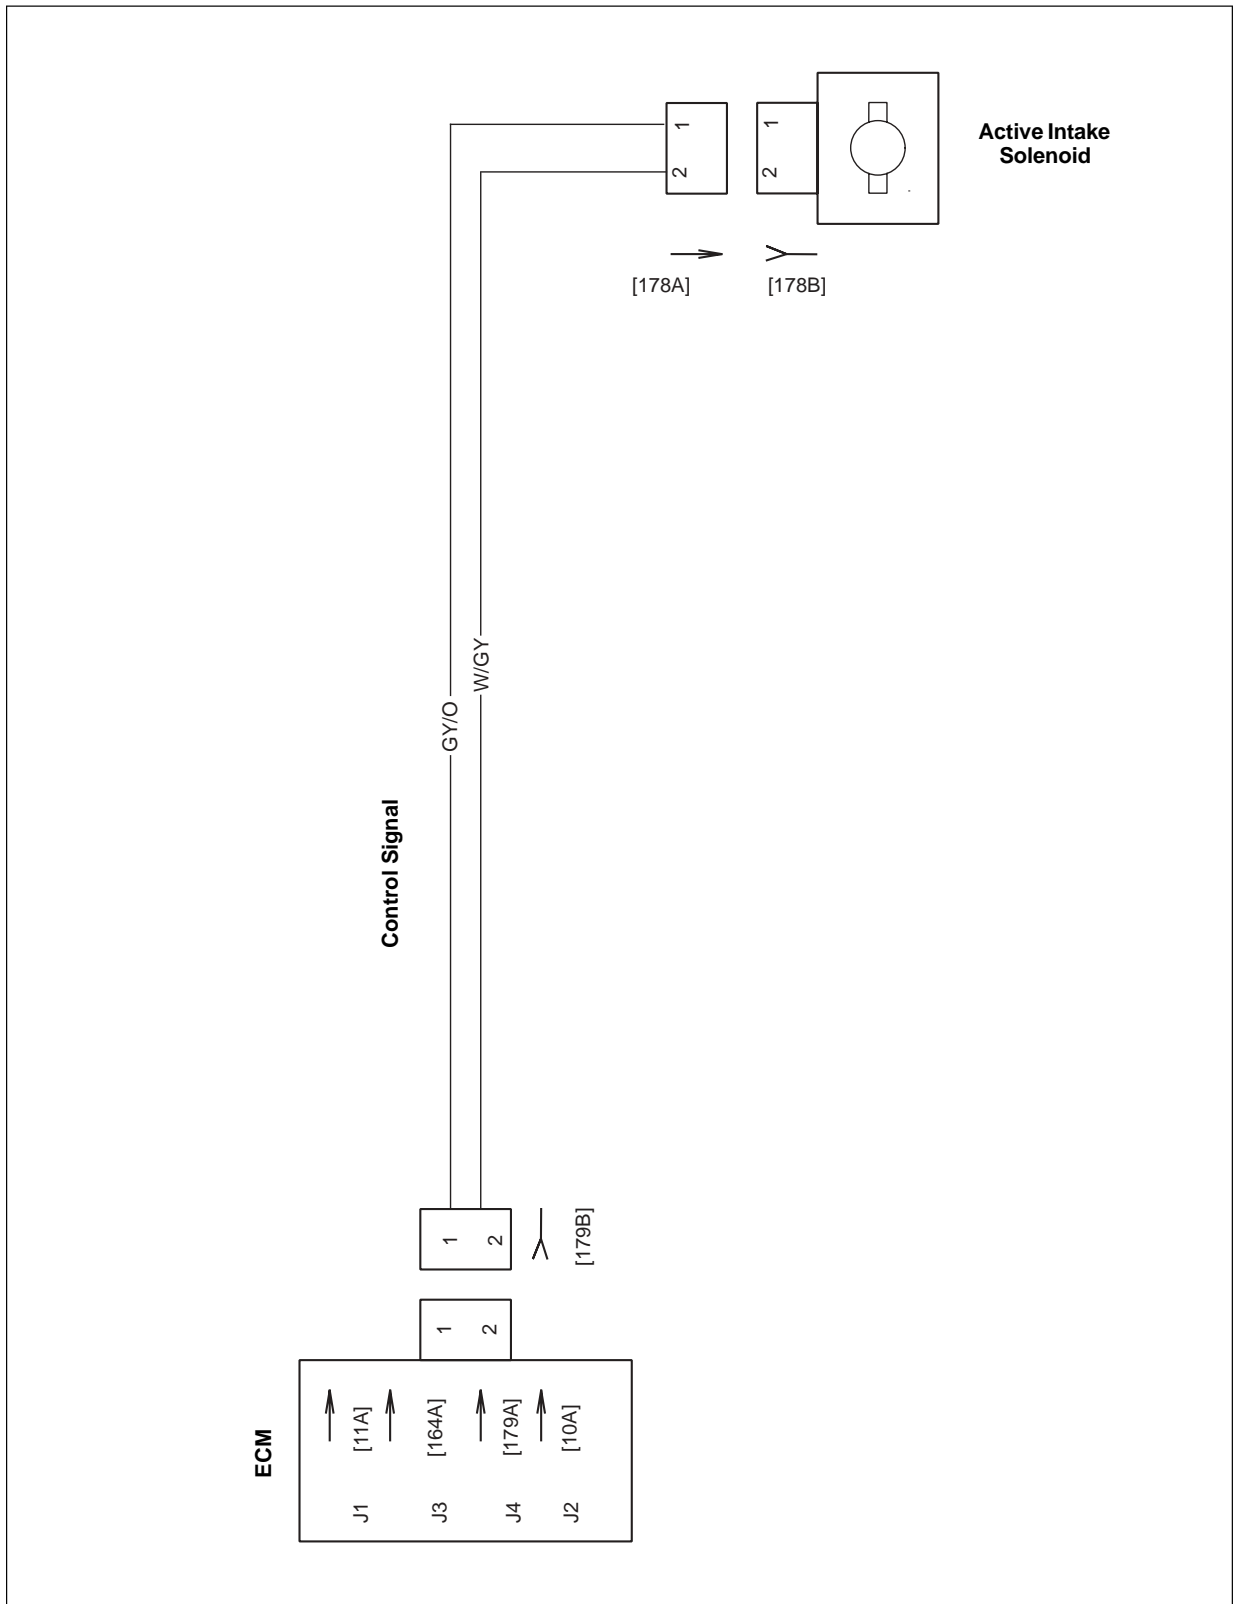 1
2
1
2
Active Intake
Solenoid
[178A]
[178B]
GY/O
W/GY
Control Signal
1
2
[179B]
1
2
ECM
[11A]
[164A]
[179A]
[10A]
J1
J3
J4
J2